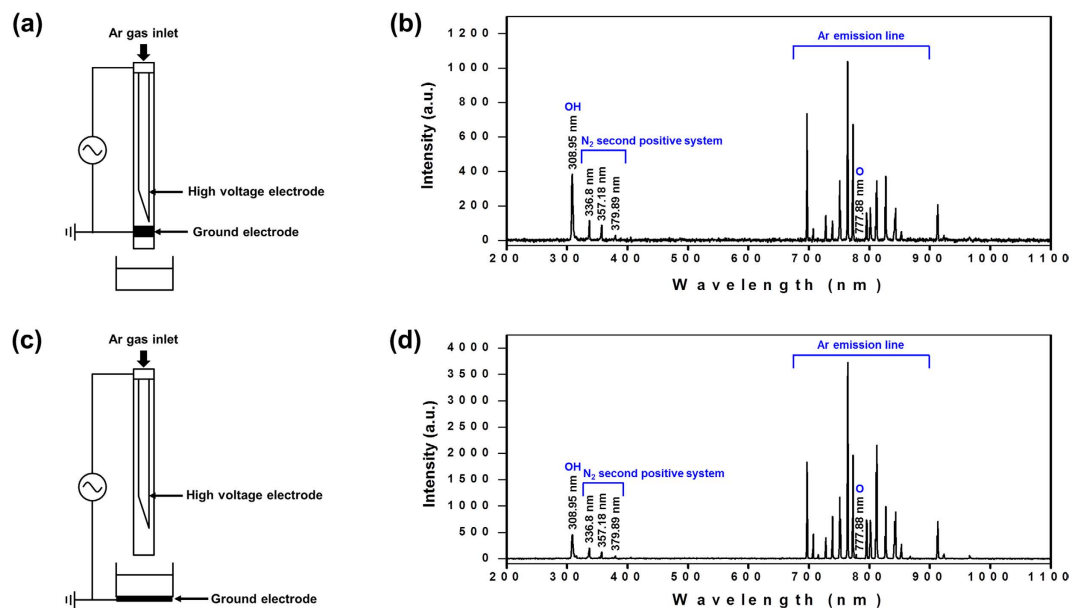 (a)
Ar gas inlet
High voltage electrode
Ground electrode
(b)
Intensity (a.u.)
1200
1000
800
600
400
200
0
Ar emission line
OH
308.95 nm
N₂ second positive system
336.8 nm
357.18 nm
379.89 nm
O
777.88 nm
200 300 400 500 600 700 800 900 1000 1100
Wavelength (nm)
(c)
Ar gas inlet
High voltage electrode
Ground electrode
(d)
Intensity (a.u.)
4000
3500
3000
2500
2000
1500
1000
500
0
Ar emission line
OH
308.95 nm
N₂ second positive system
336.8 nm
357.18 nm
379.89 nm
O
777.88 nm
200 300 400 500 600 700 800 900 1000 1100
Wavelength (nm)